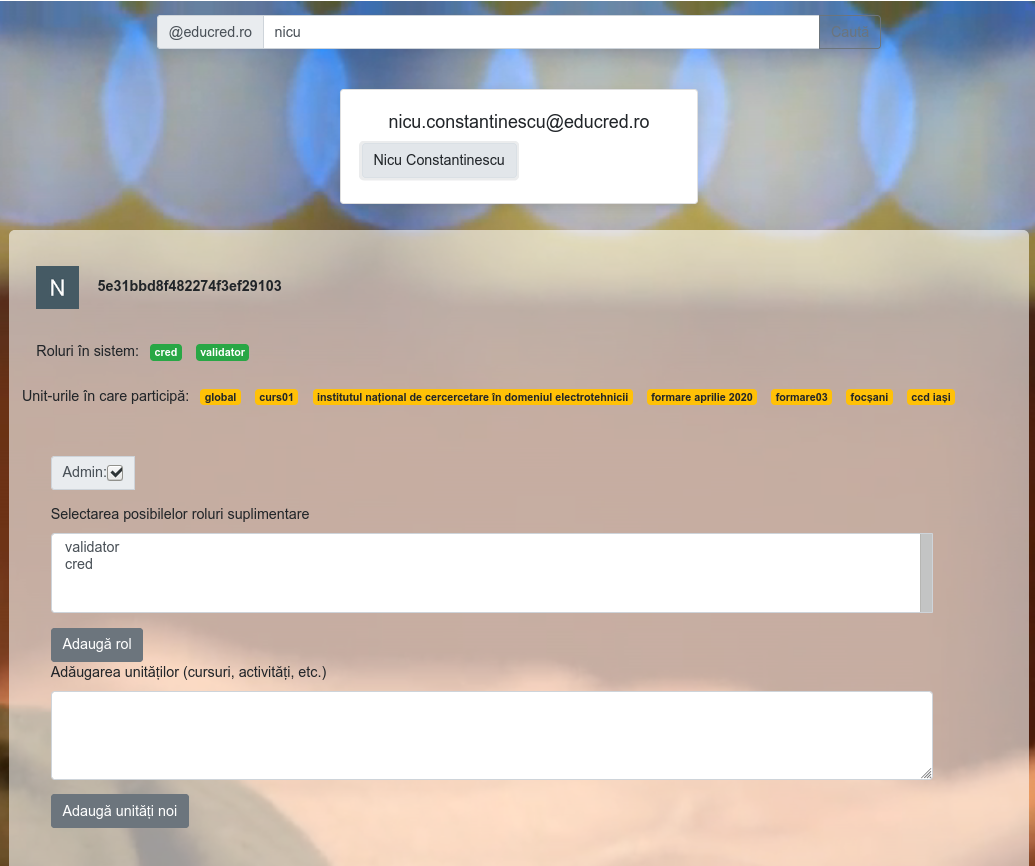 @educred.ro nicu Caută
nicu.constantinescu@educred.ro
Nicu Constantinescu
N 5e31bbd8f482274f3ef29103
Roluri în sistem: cred validator
Unit-urile în care participă: global curs01 institutul național de cercercetare în domeniul electrotehnicii formare aprilie 2020 formare03 focșani ccd iași
Admin:
Selectarea posibilelor roluri suplimentare
validator
cred
Adaugă rol
Adăugarea unităților (cursuri, activități, etc.)
Adaugă unități noi